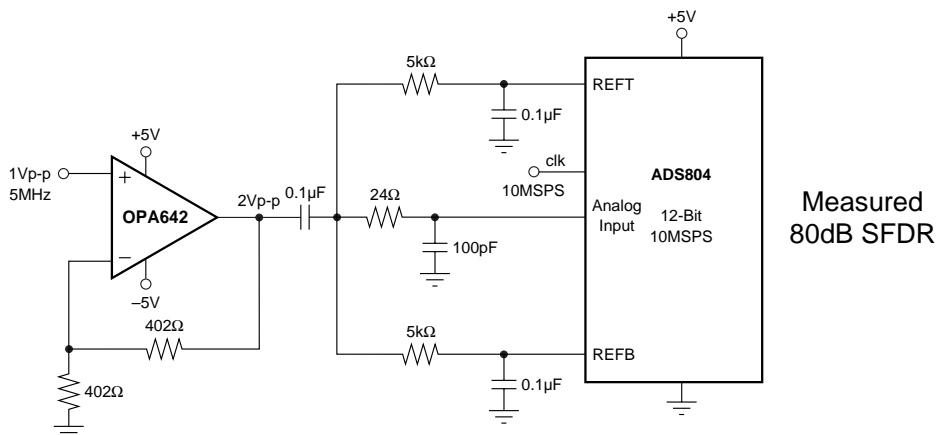 +5V
5kΩ
REFT
0.1µF
+5V
1Vp-p
5MHz
+
OPA642
–
–5V
2Vp-p
0.1µF
clk
10MSPS
24Ω
100pF
Analog
Input
ADS804
12-Bit
10MSPS
Measured
80dB SFDR
402Ω
402Ω
5kΩ
REFB
0.1µF